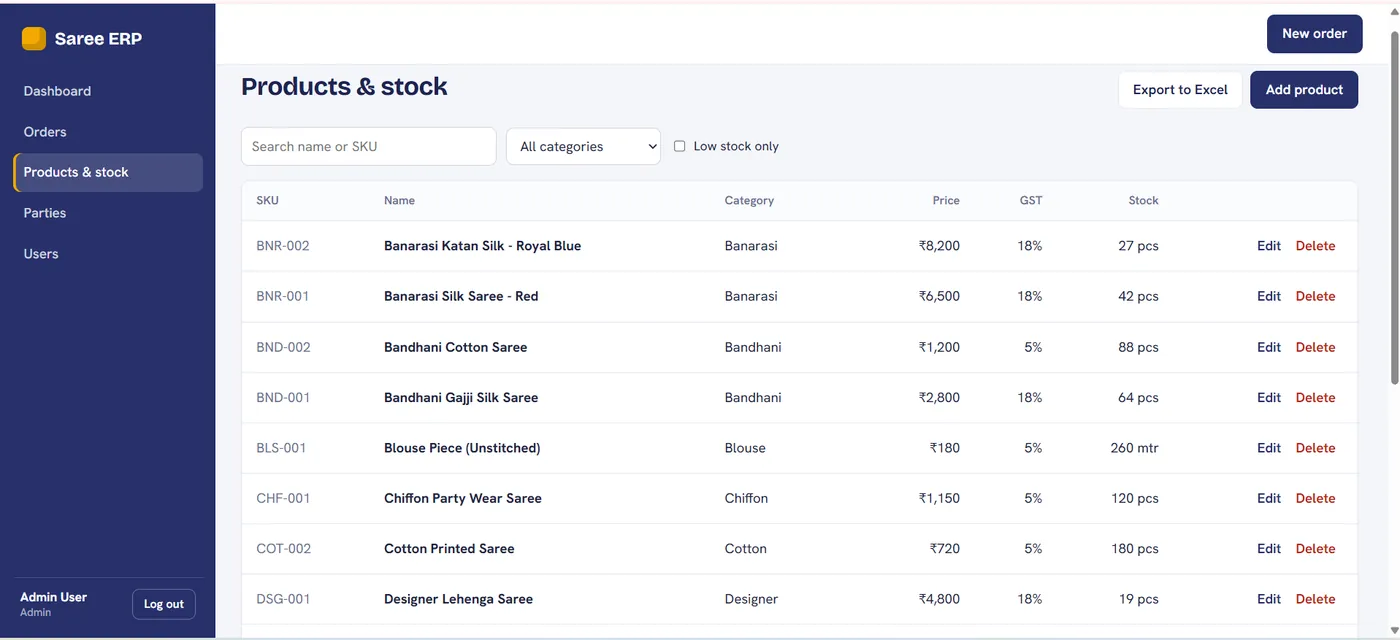 Saree ERP
New order
Dashboard
Orders
Products & stock
Parties
Users
Admin User
Admin
Log out
Products & stock
Export to Excel
Add product
Search name or SKU
All categories
Low stock only
SKU Name Category Price GST Stock
BNR-002 Banarasi Katan Silk - Royal Blue Banarasi ₹8,200 18% 27 pcs Edit Delete
BNR-001 Banarasi Silk Saree - Red Banarasi ₹6,500 18% 42 pcs Edit Delete
BND-002 Bandhani Cotton Saree Bandhani ₹1,200 5% 88 pcs Edit Delete
BND-001 Bandhani Gajji Silk Saree Bandhani ₹2,800 18% 64 pcs Edit Delete
BLS-001 Blouse Piece (Unstitched) Blouse ₹180 5% 260 mtr Edit Delete
CHF-001 Chiffon Party Wear Saree Chiffon ₹1,150 5% 120 pcs Edit Delete
COT-002 Cotton Printed Saree Cotton ₹720 5% 180 pcs Edit Delete
DSG-001 Designer Lehenga Saree Designer ₹4,800 18% 19 pcs Edit Delete